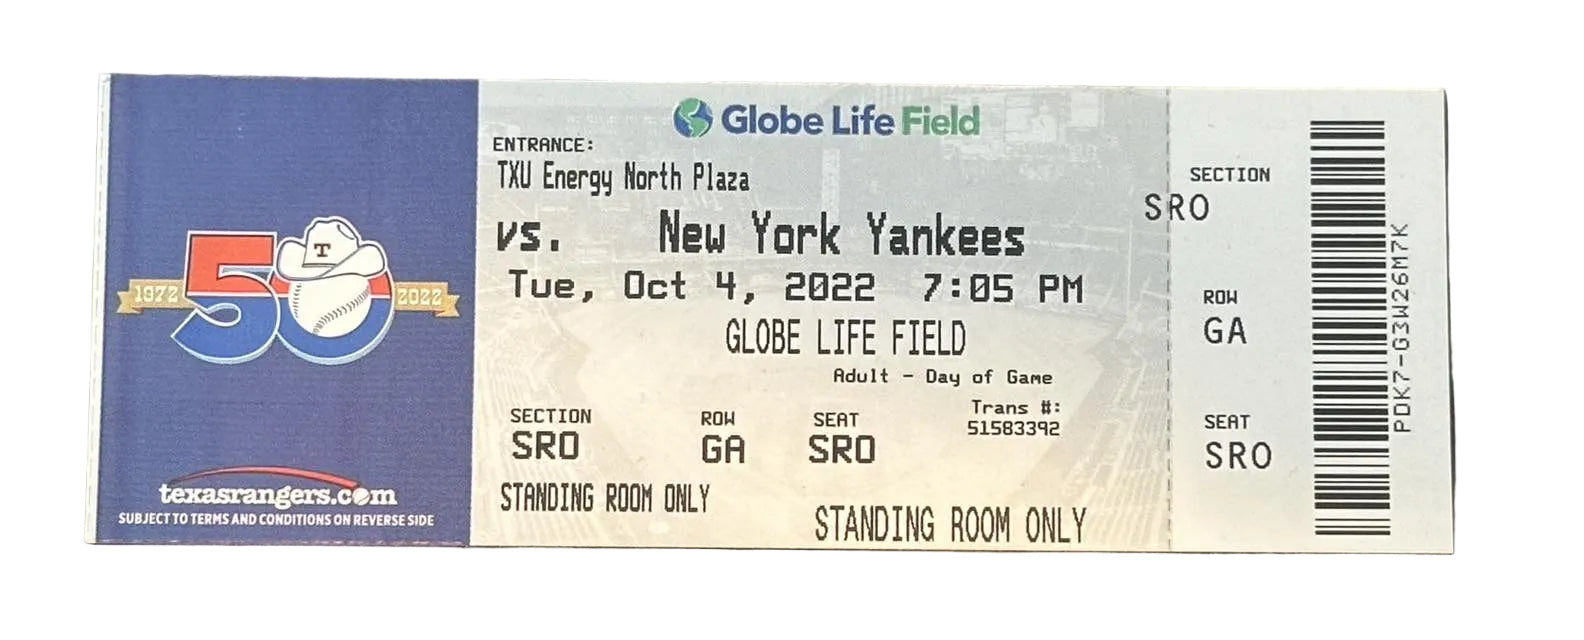 1972
50
T
2022
texasrangers.com
SUBJECT TO TERMS AND CONDITIONS ON REVERSE SIDE
Globe Life Field
ENTRANCE:
TXU Energy North Plaza
vs. New York Yankees
Tue, Oct 4, 2022 7:05 PM
GLOBE LIFE FIELD
Adult - Day of Game
Trans #:
51583392
SECTION ROW SEAT
SRO GA SRO
STANDING ROOM ONLY
STANDING ROOM ONLY
SECTION
SRO
ROW
GA
SEAT
SRO
PDK7-G3W26M7K